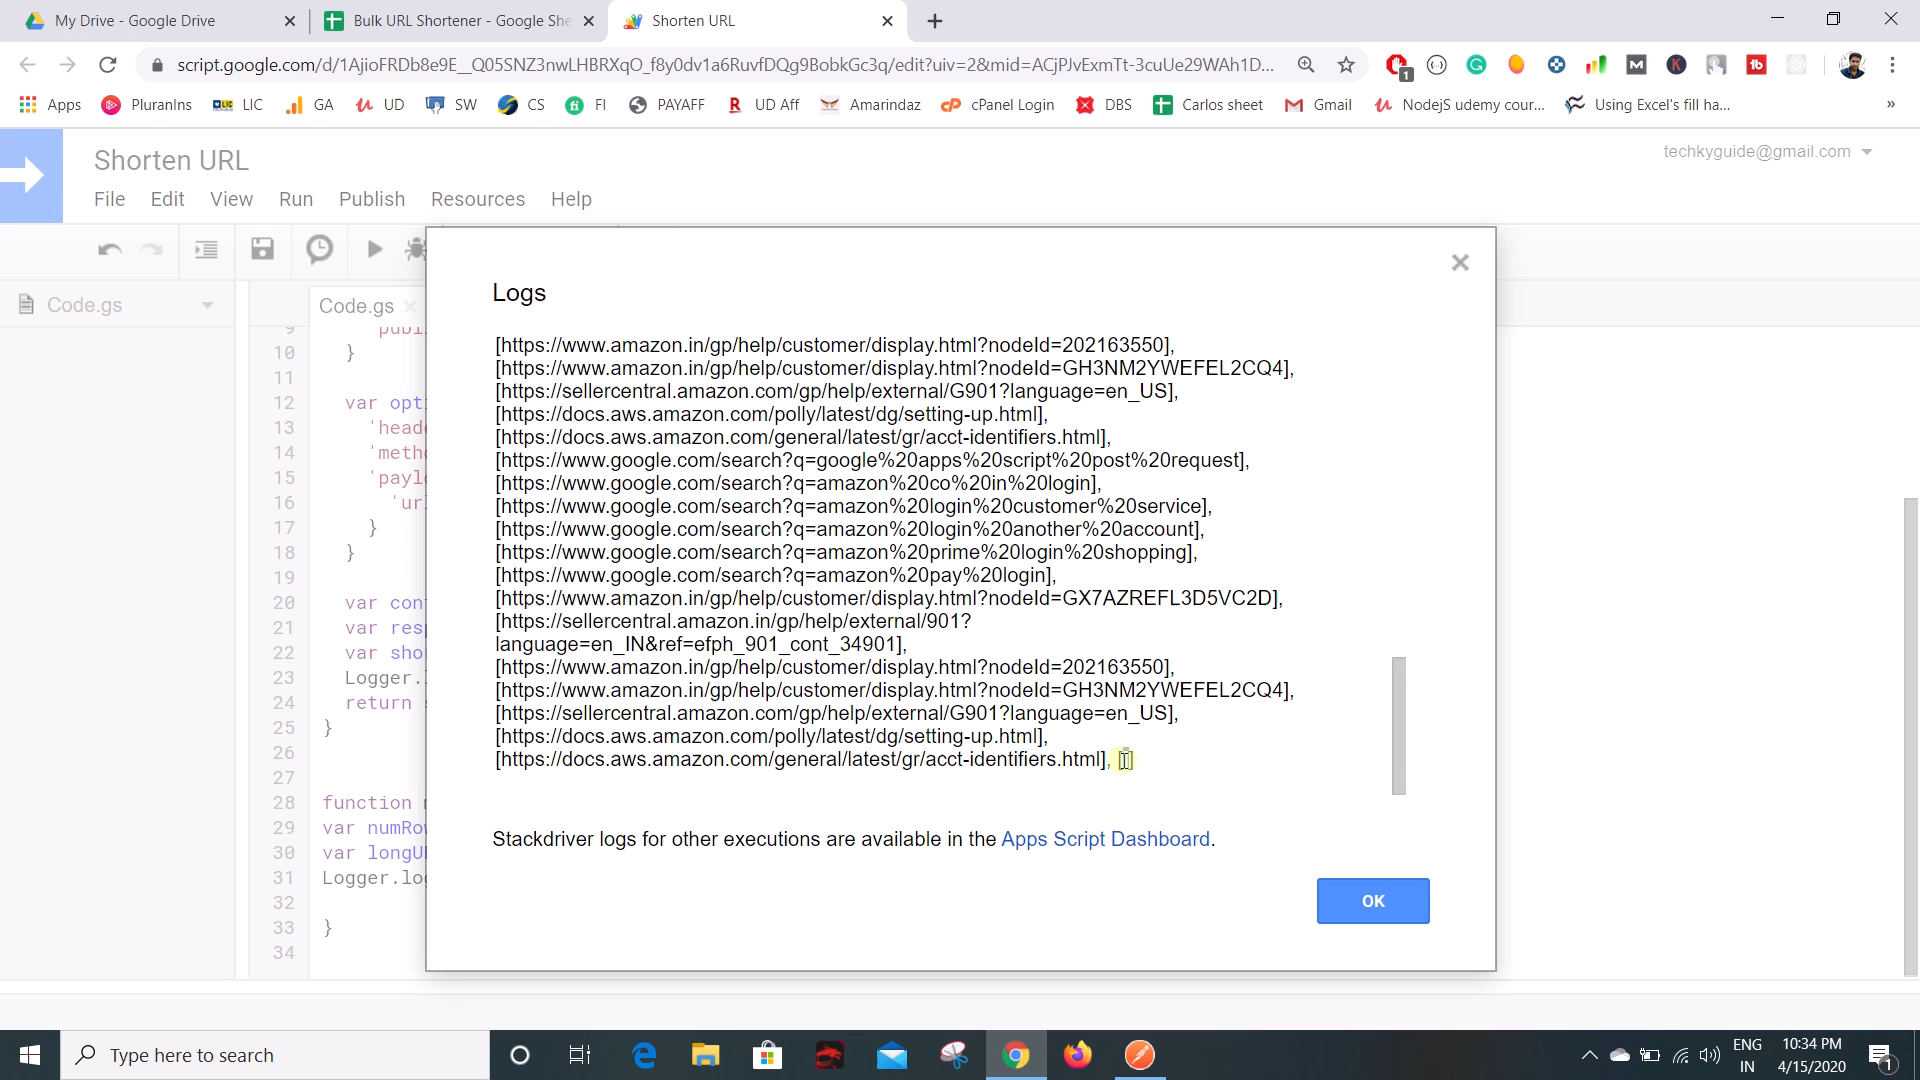 My Drive - Google Drive
Bulk URL Shortener - Google She
Shorten URL
script.google.com/d/1AjioFRDb8e9E__Q05SNZ3nwLHBRXqO_f8y0dv1a6RuvfDQg9BobkGc3q/edit?uiv=2&mid=ACjPJvExmTt-3cuUe29WAh1D...
Apps
PluranIns
LIC
GA
UD
SW
CS
FI
PAYAFF
UD Aff
Amarindaz
cPanel Login
DBS
Carlos sheet
Gmail
NodejS udemy cour...
Using Excel's fill ha...
»
Shorten URL
techkyguide@gmail.com
File Edit View Run Publish Resources Help
Code.gs
Code.gs
10 }
11
12 var opti
13 'head
14 'meth
15 'payl
16 'ur
17 }
18 }
19
20 var con
21 var res
22 var sho
23 Logger.
24 return
25 }
26
27
28 function
29 var numRo
30 var longU
31 Logger.lo
32
33 }
34
Logs
[https://www.amazon.in/gp/help/customer/display.html?nodeId=202163550],
[https://www.amazon.in/gp/help/customer/display.html?nodeId=GH3NM2YWEFEL2CQ4],
[https://sellercentral.amazon.com/gp/help/external/G901?language=en_US],
[https://docs.aws.amazon.com/polly/latest/dg/setting-up.html],
[https://docs.aws.amazon.com/general/latest/gr/acct-identifiers.html],
[https://www.google.com/search?q=google%20apps%20script%20post%20request],
[https://www.google.com/search?q=amazon%20co%20in%20login],
[https://www.google.com/search?q=amazon%20login%20customer%20service],
[https://www.google.com/search?q=amazon%20login%20another%20account],
[https://www.google.com/search?q=amazon%20prime%20login%20shopping],
[https://www.google.com/search?q=amazon%20pay%20login],
[https://www.amazon.in/gp/help/customer/display.html?nodeId=GX7AZREFL3D5VC2D],
[https://sellercentral.amazon.in/gp/help/external/901?
language=en_IN&ref=efph_901_cont_34901],
[https://www.amazon.in/gp/help/customer/display.html?nodeId=202163550],
[https://www.amazon.in/gp/help/customer/display.html?nodeId=GH3NM2YWEFEL2CQ4],
[https://sellercentral.amazon.com/gp/help/external/G901?language=en_US],
[https://docs.aws.amazon.com/polly/latest/dg/setting-up.html],
[https://docs.aws.amazon.com/general/latest/gr/acct-identifiers.html], []
Stackdriver logs for other executions are available in the Apps Script Dashboard.
OK
Type here to search
ENG
IN
10:34 PM
4/15/2020
1